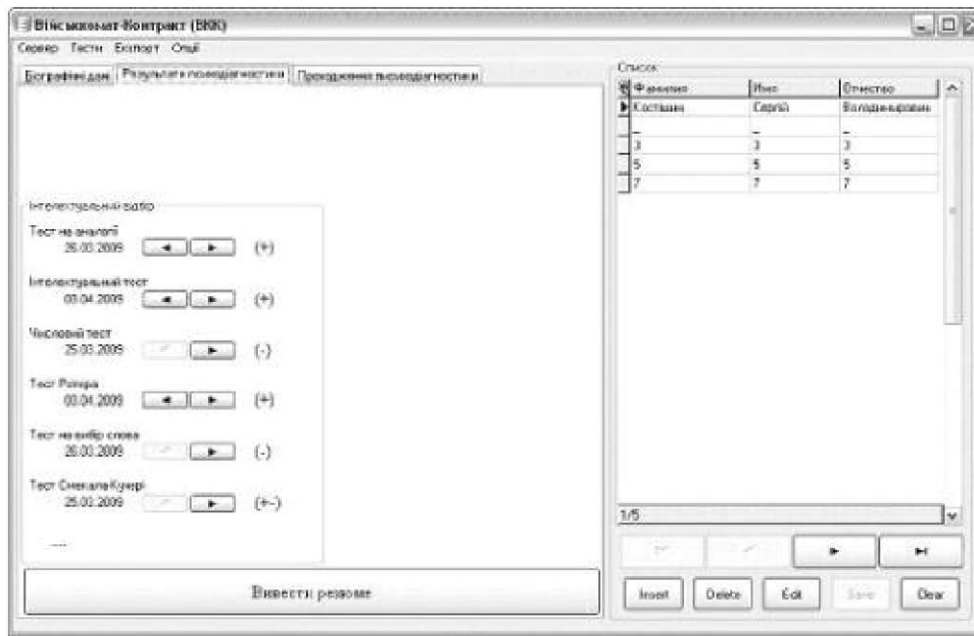 Військкомат-Контракт (ВКК)
Сервер Тести Експорт Опції
Біографічні дані Результати психодіагностики Проходження психодіагностики
Інтелектуальний відбір
Тест на аналогії
26.03.2009 (+)
Інтелектуальний тест
03.04.2009 (+)
Числовий тест
25.03.2009 (-)
Тест Ріпера
03.04.2009 (+)
Тест на вибір слова
26.03.2009 (-)
Тест Смекала-Кучері
25.03.2009 (+-)
----
Вивести резюме
Список
Фамилия Имя Отчество
Костишин Сергій Володимирович
_ _ _
3 3 3
5 5 5
7 7 7
1/5
Insert Delete Edit Save Clear